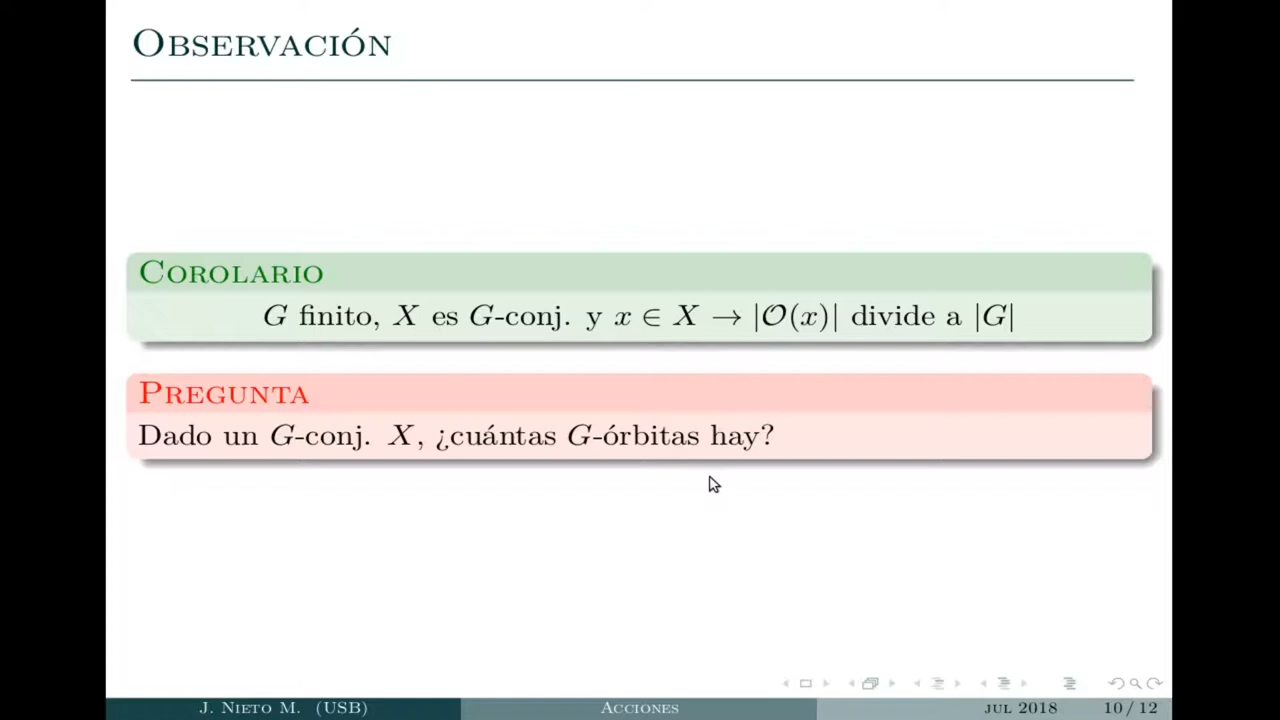 Observación
Corolario
G finito, X es G-conj. y x ∈ X → |𝒪(x)| divide a |G|
Pregunta
Dado un G-conj. X, ¿cuántas G-órbitas hay?
J. Nieto M. (USB) Acciones jul 2018 10 / 12